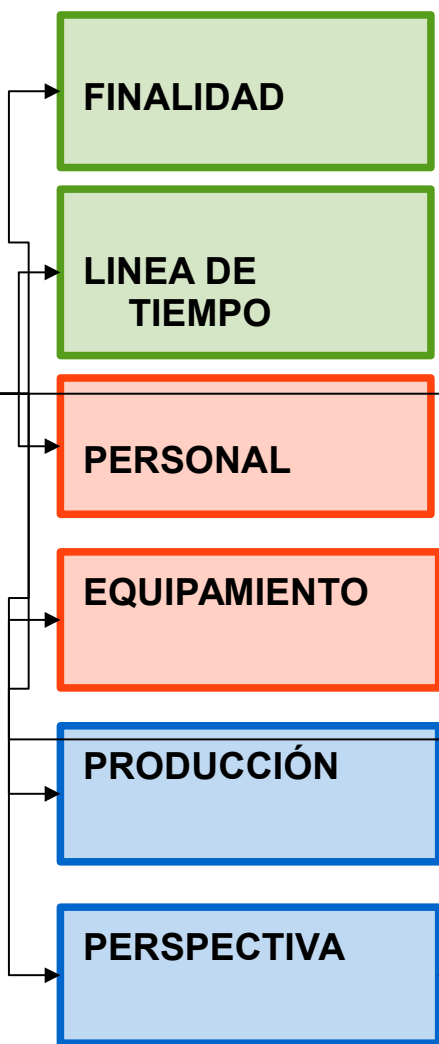 FINALIDAD
LINEA DE
TIEMPO
PERSONAL
EQUIPAMIENTO
PRODUCCIÓN
PERSPECTIVA